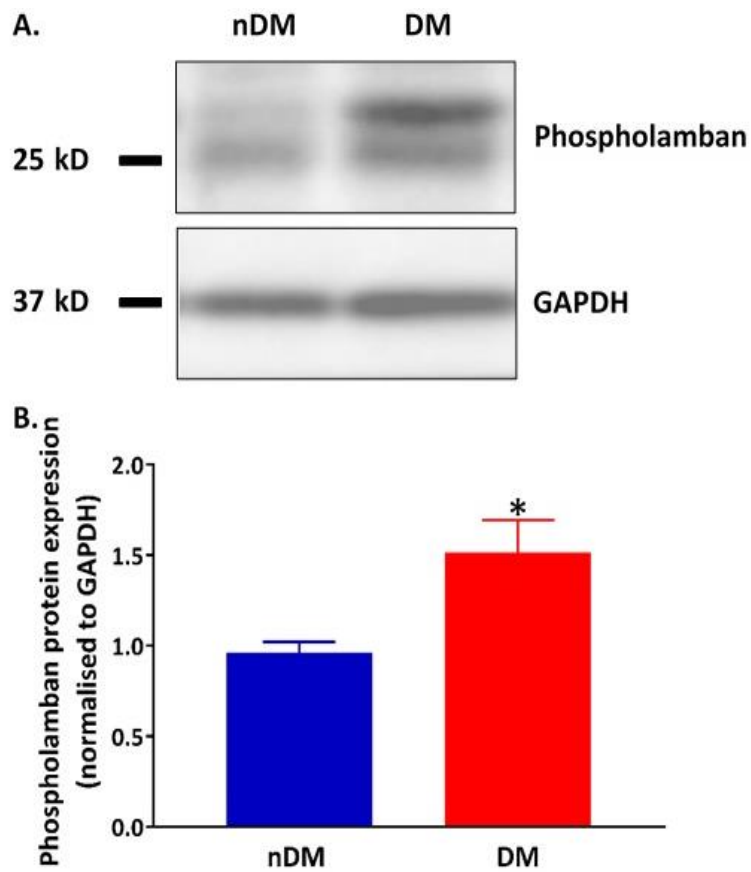 A.
nDM DM
Phospholamban
25 kD
37 kD
GAPDH
B.
Phospholamban protein expression
(normalised to GAPDH)
2.0
1.5
1.0
0.5
0.0
*
nDM DM